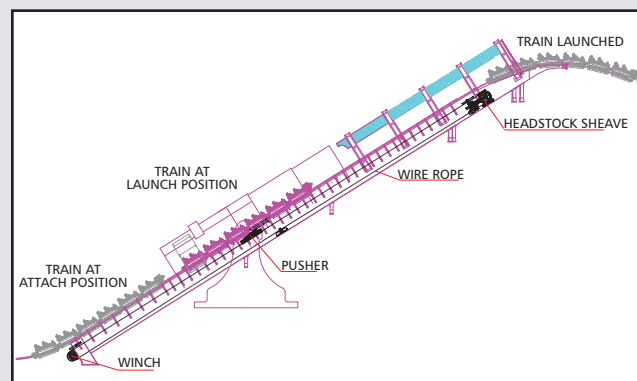 TRAIN LAUNCHED
HEADSTOCK SHEAVE
TRAIN AT
LAUNCH POSITION
WIRE ROPE
TRAIN AT
ATTACH POSITION
PUSHER
WINCH